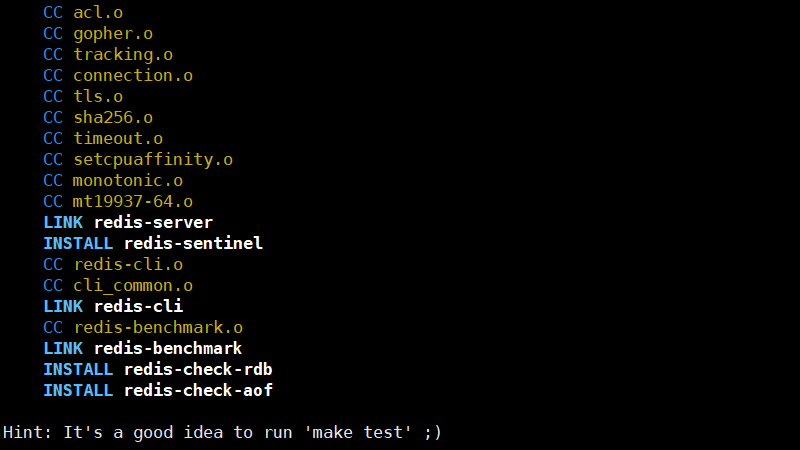 CC acl.o
CC gopher.o
CC tracking.o
CC connection.o
CC tls.o
CC sha256.o
CC timeout.o
CC setcpuaffinity.o
CC monotonic.o
CC mt19937-64.o
LINK redis-server
INSTALL redis-sentinel
CC redis-cli.o
CC cli_common.o
LINK redis-cli
CC redis-benchmark.o
LINK redis-benchmark
INSTALL redis-check-rdb
INSTALL redis-check-aof
Hint: It's a good idea to run 'make test' ;)